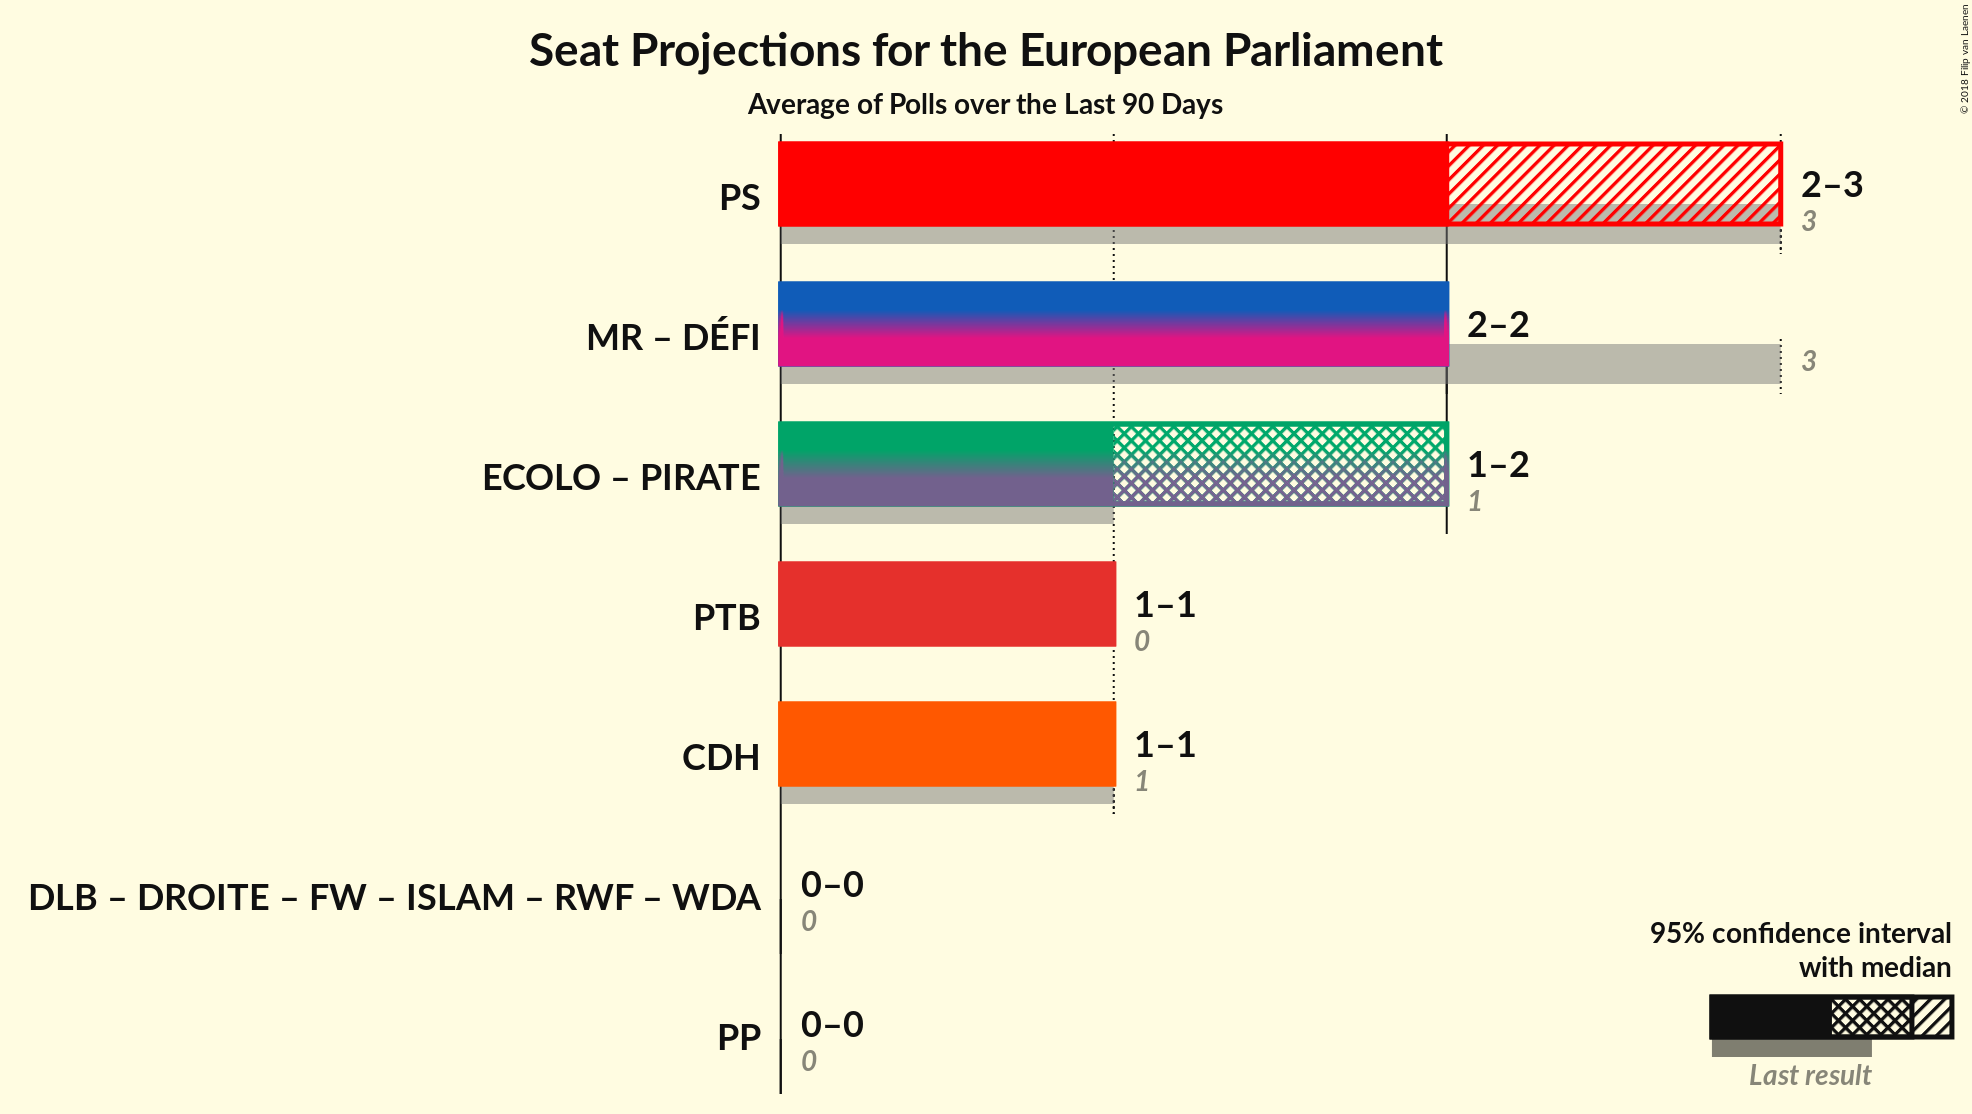 Seat Projections for the European Parliament
Average of Polls over the Last 90 Days
© 2018 Filip van Laenen
PS
2–3
3
MR – DÉFI
2–2
3
ECOLO – PIRATE
1–2
1
PTB
1–1
0
CDH
1–1
1
DLB – DROITE – FW – ISLAM – RWF – WDA
0–0
0
PP
0–0
0
95% confidence interval
with median
Last result